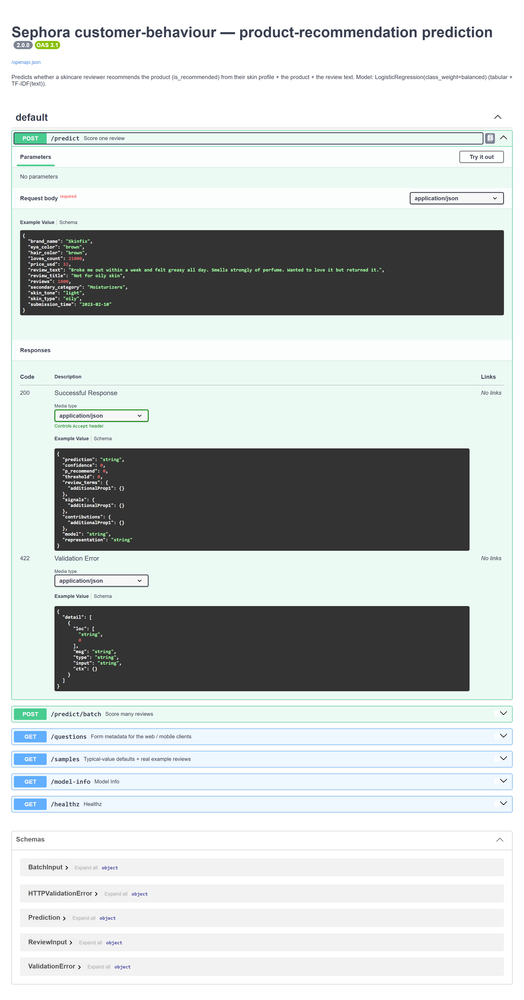 Sephora customer-behaviour — product-recommendation prediction
2.0.0 OAS 3.1
/openapi.json
Predicts whether a skincare reviewer recommends the product (is_recommended) from their skin profile + the product + the review text. Model: LogisticRegression(class_weight=balanced) (tabular +
TF-IDF(text)).
default
POST /predict Score one review
Parameters Try it out
No parameters
Request body required application/json
Example Value Schema
{
"brand_name": "Skinfix",
"eye_color": "brown",
"hair_color": "brown",
"loves_count": 21000,
"price_usd": 32,
"review_text": "Broke me out within a week and felt greasy all day. Smells strongly of perfume. Wanted to love it but returned it.",
"review_title": "Not for oily skin",
"reviews": 1800,
"secondary_category": "Moisturizers",
"skin_tone": "light",
"skin_type": "oily",
"submission_time": "2023-02-10"
}
Responses
Code Description Links
200 Successful Response No links
Media type
application/json
Controls Accept header.
Example Value Schema
{
"prediction": "string",
"confidence": 0,
"p_recommend": 0,
"threshold": 0,
"review_terms": {
"additionalProp1": {}
},
"signals": {
"additionalProp1": {}
},
"contributions": {
"additionalProp1": {}
},
"model": "string",
"representation": "string"
}
422 Validation Error No links
Media type
application/json
Example Value Schema
{
"detail": [
{
"loc": [
"string",
0
],
"msg": "string",
"type": "string",
"input": "string",
"ctx": {}
}
]
}
POST /predict/batch Score many reviews
GET /questions Form metadata for the web / mobile clients
GET /samples Typical-value defaults + real example reviews
GET /model-info Model Info
GET /healthz Healthz
Schemas
BatchInput Expand all object
HTTPValidationError Expand all object
Prediction Expand all object
ReviewInput Expand all object
ValidationError Expand all object